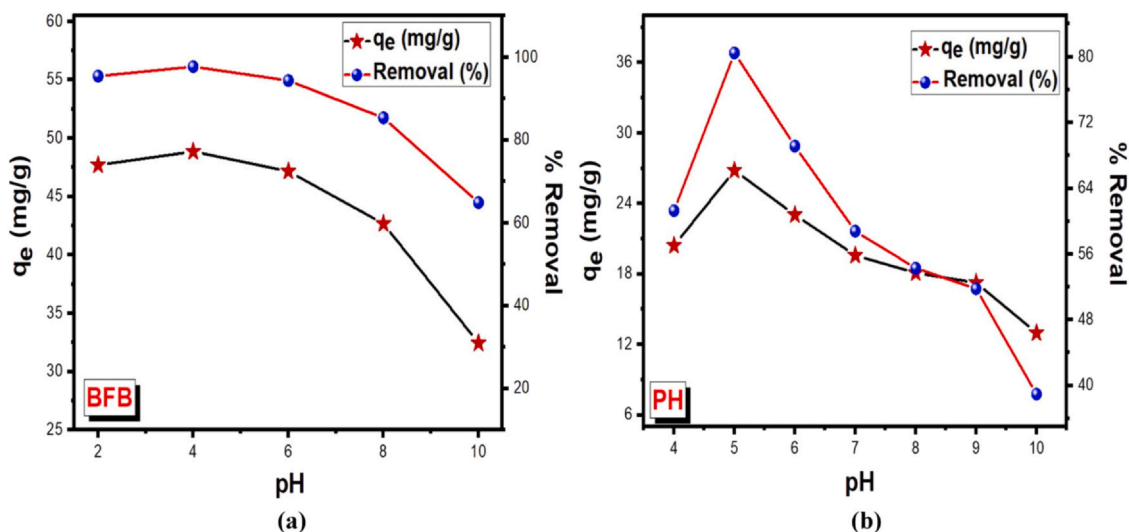 60
55
50
45
40
35
30
25
qe (mg/g)
100
80
60
40
20
% Removal
qe (mg/g)
Removal (%)
BFB
2 4 6 8 10
pH
(a)
36
30
24
18
12
6
qe (mg/g)
80
72
64
56
48
40
% Removal
qe (mg/g)
Removal (%)
PH
4 5 6 7 8 9 10
pH
(b)